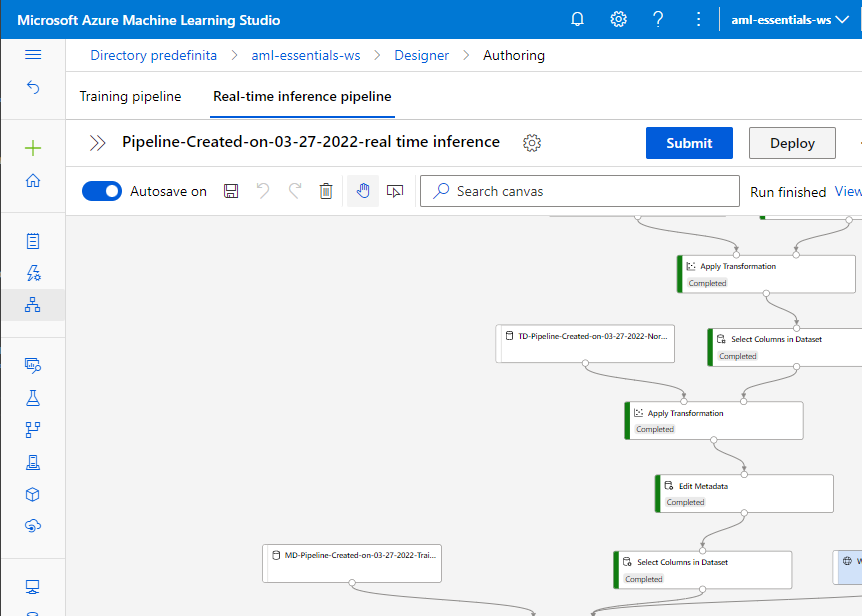 Microsoft Azure Machine Learning Studio
aml-essentials-ws
Directory predefinita > aml-essentials-ws > Designer > Authoring
Training pipeline
Real-time inference pipeline
Pipeline-Created-on-03-27-2022-real time inference
Submit
Deploy
Autosave on
Search canvas
Run finished View
Apply Transformation
Completed
TD-Pipeline-Created-on-03-27-2022-Nor...
Select Columns in Dataset
Completed
Apply Transformation
Completed
Edit Metadata
Completed
MD-Pipeline-Created-on-03-27-2022-Trai...
Select Columns in Dataset
Completed
W